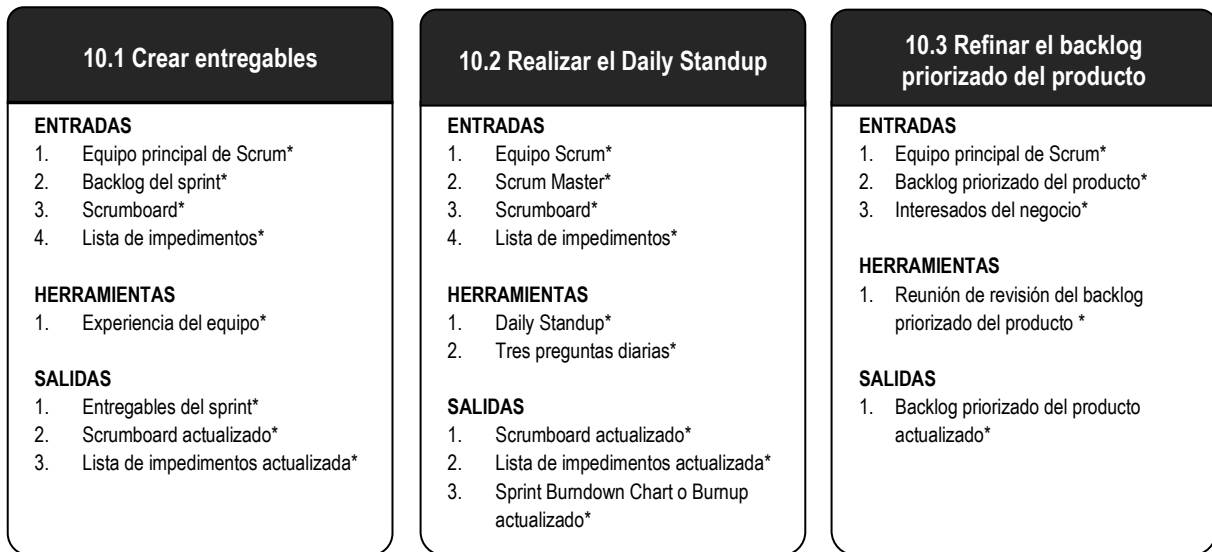 10.1 Crear entregables
ENTRADAS
1. Equipo principal de Scrum*
2. Backlog del sprint*
3. Scrumboard*
4. Lista de impedimentos*
HERRAMIENTAS
1. Experiencia del equipo*
SALIDAS
1. Entregables del sprint*
2. Scrumboard actualizado*
3. Lista de impedimentos actualizada*
10.2 Realizar el Daily Standup
ENTRADAS
1. Equipo Scrum*
2. Scrum Master*
3. Scrumboard*
4. Lista de impedimentos*
HERRAMIENTAS
1. Daily Standup*
2. Tres preguntas diarias*
SALIDAS
1. Scrumboard actualizado*
2. Lista de impedimentos actualizada*
3. Sprint Burndown Chart o Burnup
actualizado*
10.3 Refinar el backlog
priorizado del producto
ENTRADAS
1. Equipo principal de Scrum*
2. Backlog priorizado del producto*
3. Interesados del negocio*
HERRAMIENTAS
1. Reunión de revisión del backlog
priorizado del producto *
SALIDAS
1. Backlog priorizado del producto
actualizado*